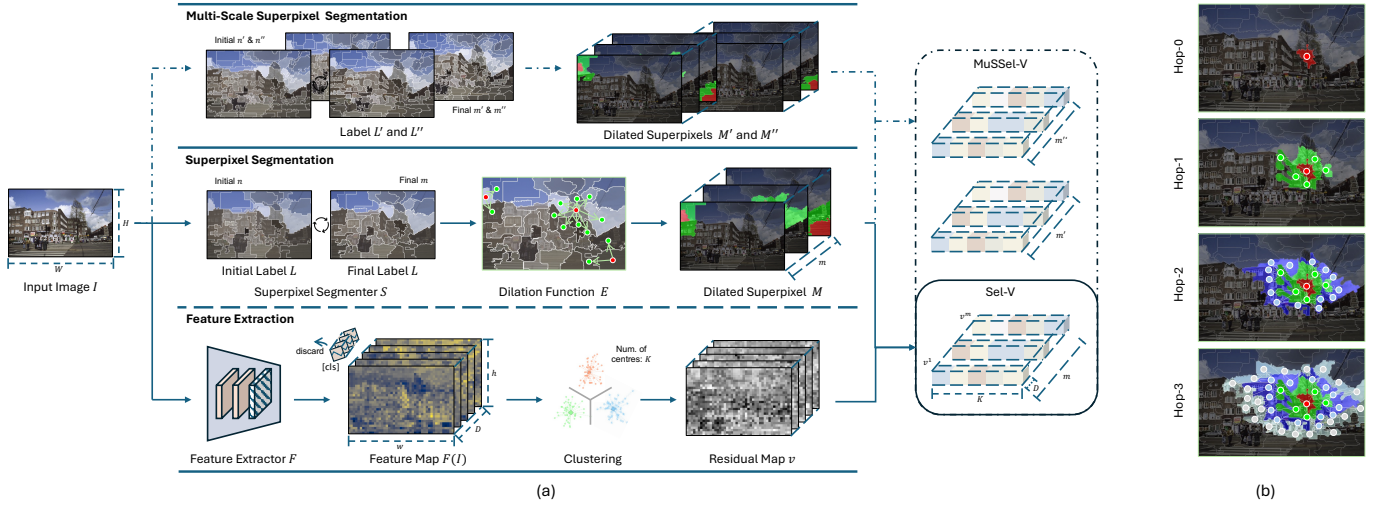 Multi-Scale Superpixel Segmentation
Initial n' & n''
Final m' & m''
Label L' and L''
Dilated Superpixels M' and M''
Superpixel Segmentation
Initial n
Final m
Initial Label L
Final Label L
Superpixel Segmenter S
Dilation Function E
m
Dilated Superpixel M
H
W
Input Image I
Feature Extraction
discard
[cls]
Num. of
centres: K
h
D
w
Feature Extractor F
Feature Map F(I)
Clustering
Residual Map v
MuSSel-V
m''
m'
Sel-V
v^m
v^1
D
m
K
(a)
Hop-0
Hop-1
Hop-2
Hop-3
(b)